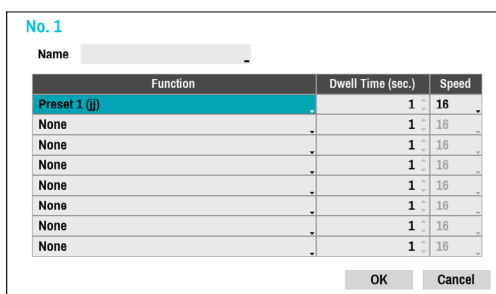 No. 1
Name
Function Dwell Time (sec.) Speed
Preset 1 (jj) 1 16
None 1 16
None 1 16
None 1 16
None 1 16
None 1 16
None 1 16
None 1 16
OK Cancel